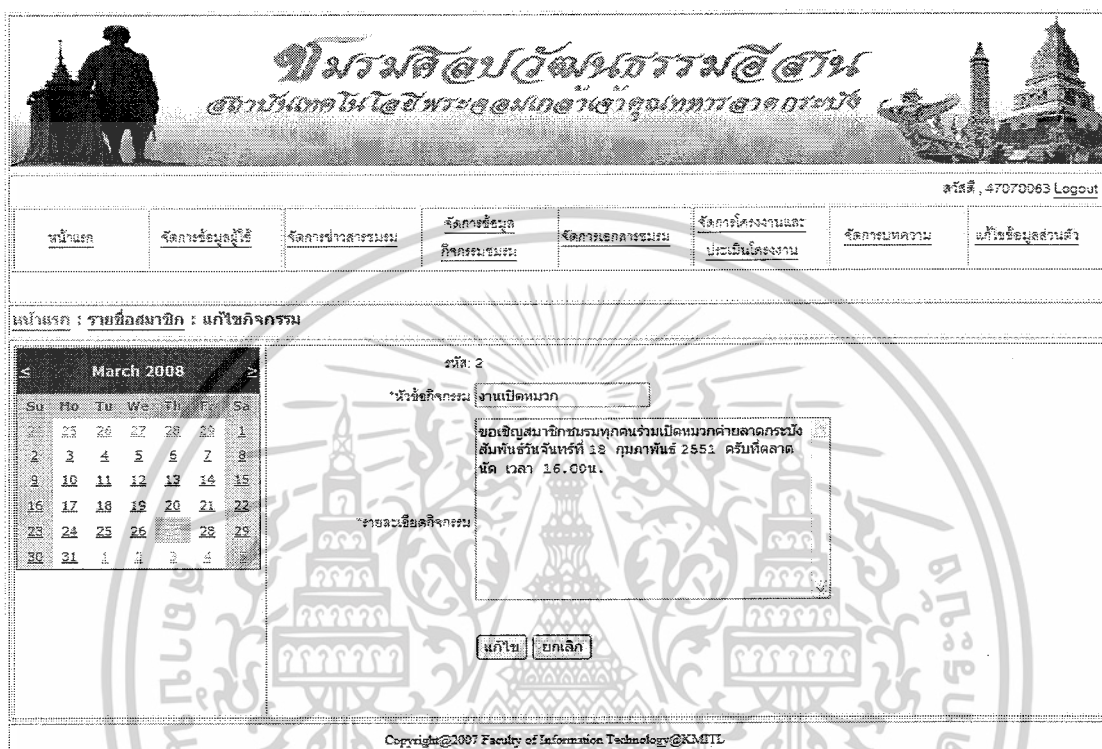 ชมรมศิลปวัฒนธรรมอีสาน
สถาบันเทคโนโลยีพระจอมเกล้าเจ้าคุณทหารลาดกระบัง
สวัสดี , 47070063 Logout
หน้าแรก
จัดการข้อมูลผู้ใช้
จัดการข่าวสารชมรม
จัดการข้อมูล
กิจกรรมชมรม
จัดการเอกสารชมรม
จัดการโครงงานและ
ประเมินโครงงาน
จัดการบทความ
แก้ไขข้อมูลส่วนตัว
หน้าแรก : รายชื่อสมาชิก : แก้ไขกิจกรรม
< March 2008 >
Su Mo Tu We Th Fr Sa
24 25 26 27 28 29 1
2 3 4 5 6 7 8
9 10 11 12 13 14 15
16 17 18 19 20 21 22
23 24 25 26 28 29
30 31 1 2 3 4 5
รหัส: 2
*หัวข้อกิจกรรม งานเปิดหมวก
*รายละเอียดกิจกรรม
ขอเชิญสมาชิกชมรมทุกคนร่วมเปิดหมวกค่ายลาดกระบัง
สัมพันธ์วันจันทร์ที่ 18 กุมภาพันธ์ 2551 ครับที่ตลาด
นัด เวลา 16.00น.
แก้ไข ยกเลิก
Copyright@2007 Faculty of Information Technology@KMITL